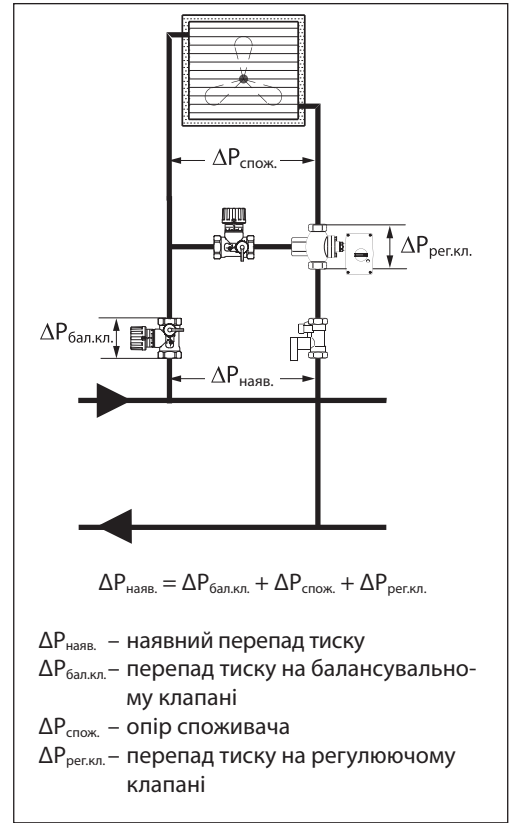 ΔPспож.
ΔPрег.кл.
ΔPбал.кл.
ΔPнаяв.
ΔPнаяв. = ΔPбал.кл. + ΔPспож. + ΔPрег.кл.
ΔPнаяв. – наявний перепад тиску
ΔPбал.кл. – перепад тиску на балансувально-
му клапані
ΔPспож. – опір споживача
ΔPрег.кл. – перепад тиску на регулюючому
клапані